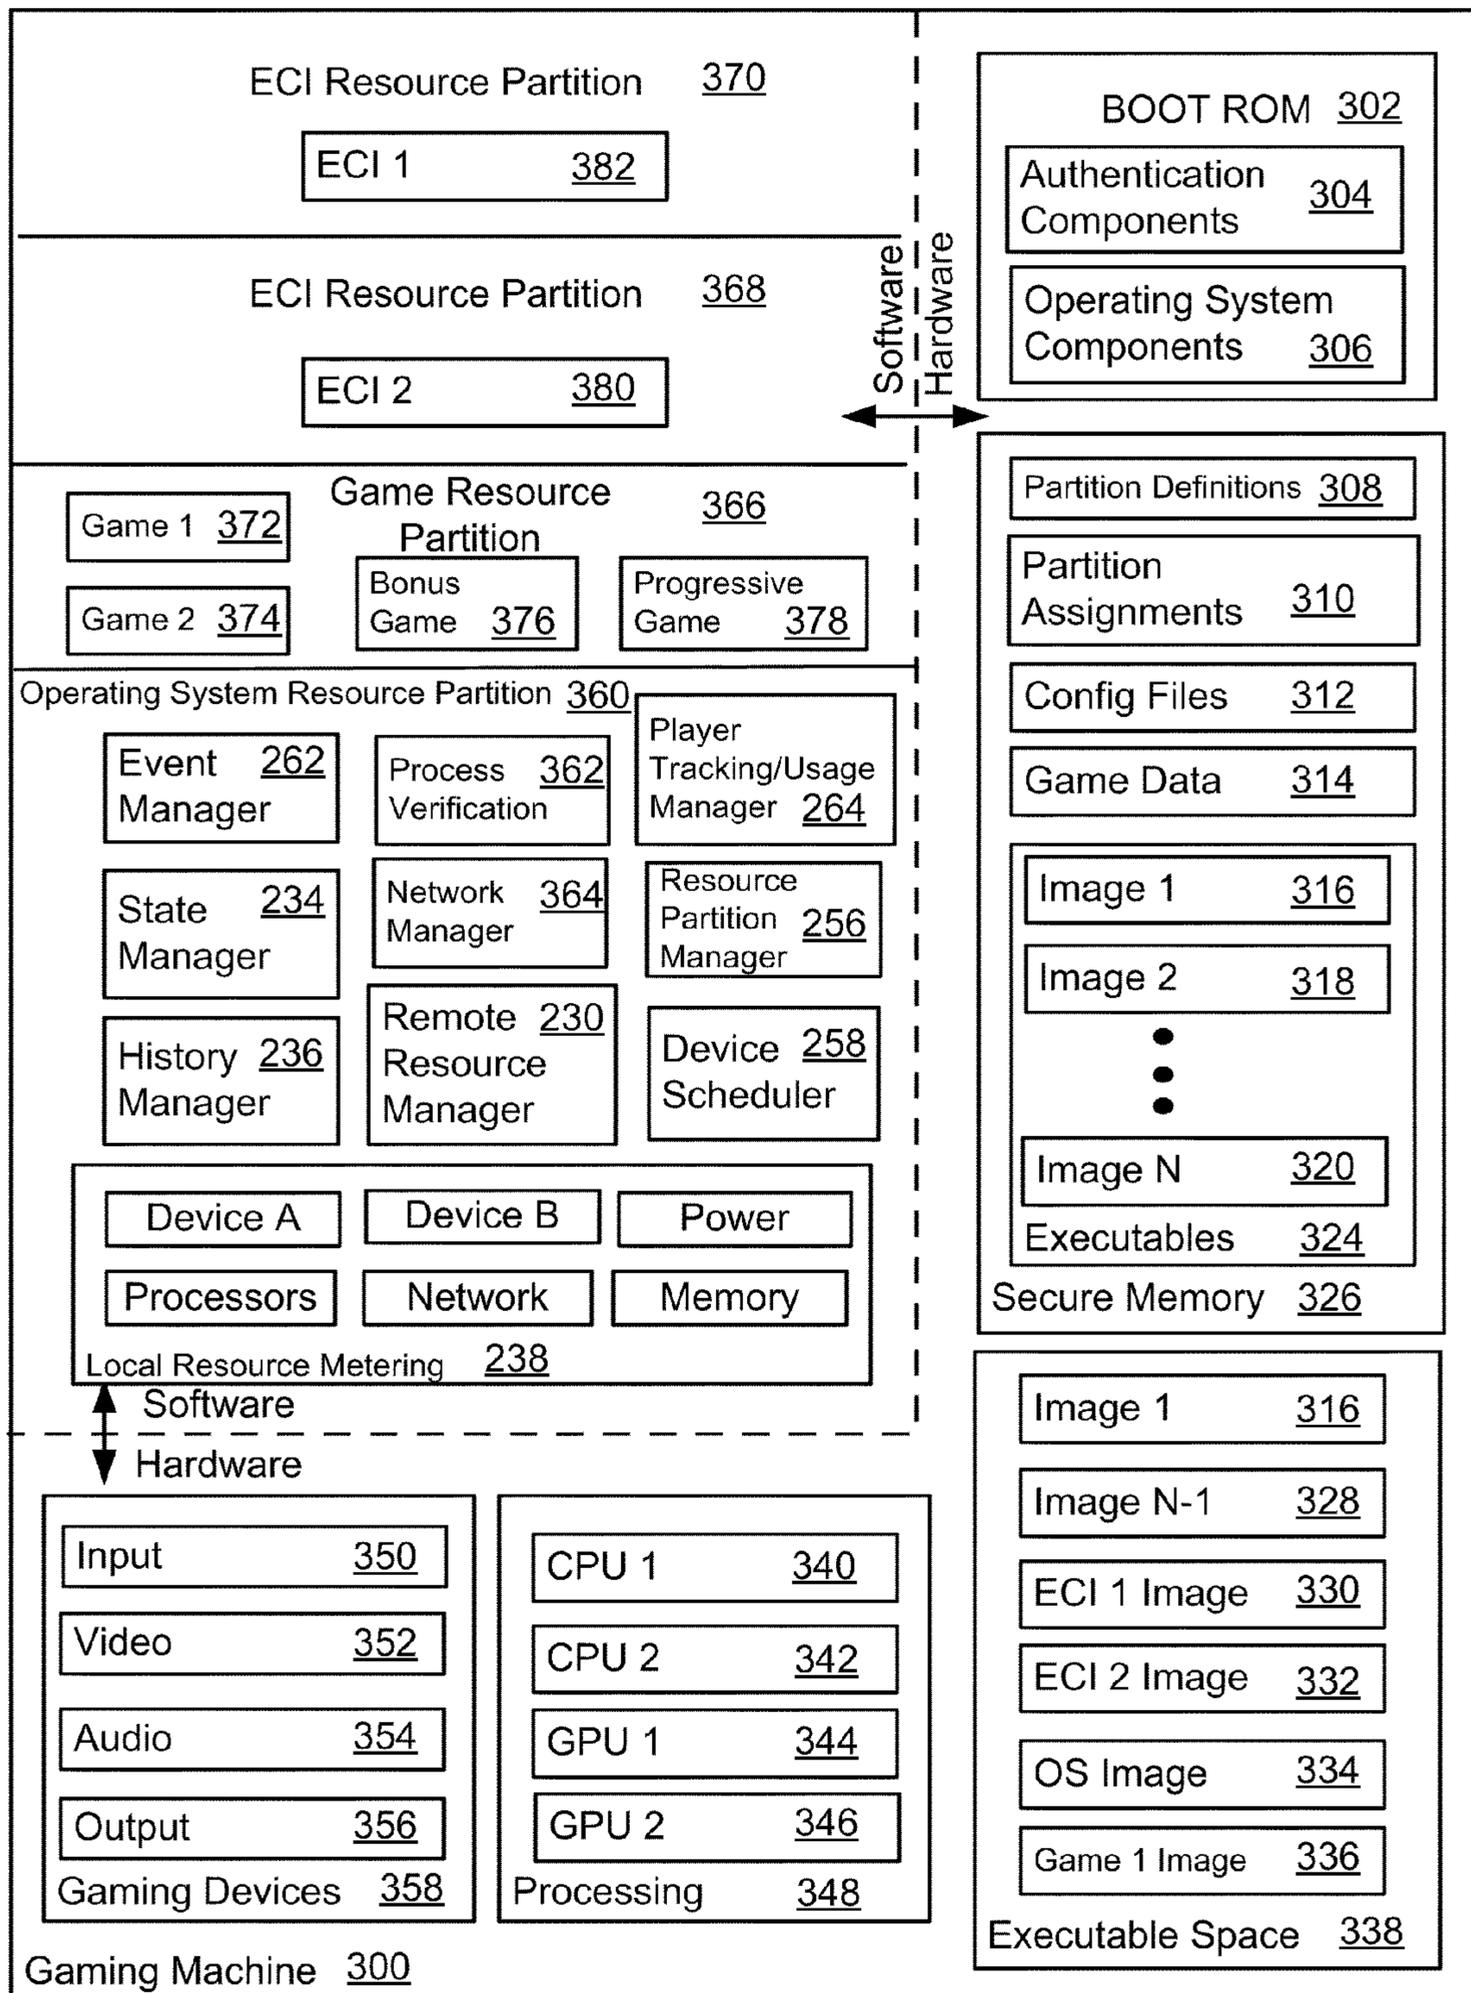 ECI Resource Partition 370
ECI 1 382
ECI Resource Partition 368
ECI 2 380
Software
Hardware
Game Resource
Partition
366
Game 1 372
Game 2 374
Bonus
Game 376
Progressive
Game 378
Operating System Resource Partition 360
Event 262
Manager
Process 362
Verification
Player
Tracking/Usage
Manager 264
State 234
Manager
Network 364
Manager
Resource
Partition 256
Manager
History 236
Manager
Remote 230
Resource
Manager
Device 258
Scheduler
Device A
Device B
Power
Processors
Network
Memory
Local Resource Metering 238
Software
Hardware
Input 350
Video 352
Audio 354
Output 356
Gaming Devices 358
CPU 1 340
CPU 2 342
GPU 1 344
GPU 2 346
Processing 348
Gaming Machine 300
BOOT ROM 302
Authentication
Components 304
Operating System
Components 306
Partition Definitions 308
Partition
Assignments 310
Config Files 312
Game Data 314
Image 1 316
Image 2 318
Image N 320
Executables 324
Secure Memory 326
Image 1 316
Image N-1 328
ECI 1 Image 330
ECI 2 Image 332
OS Image 334
Game 1 Image 336
Executable Space 338